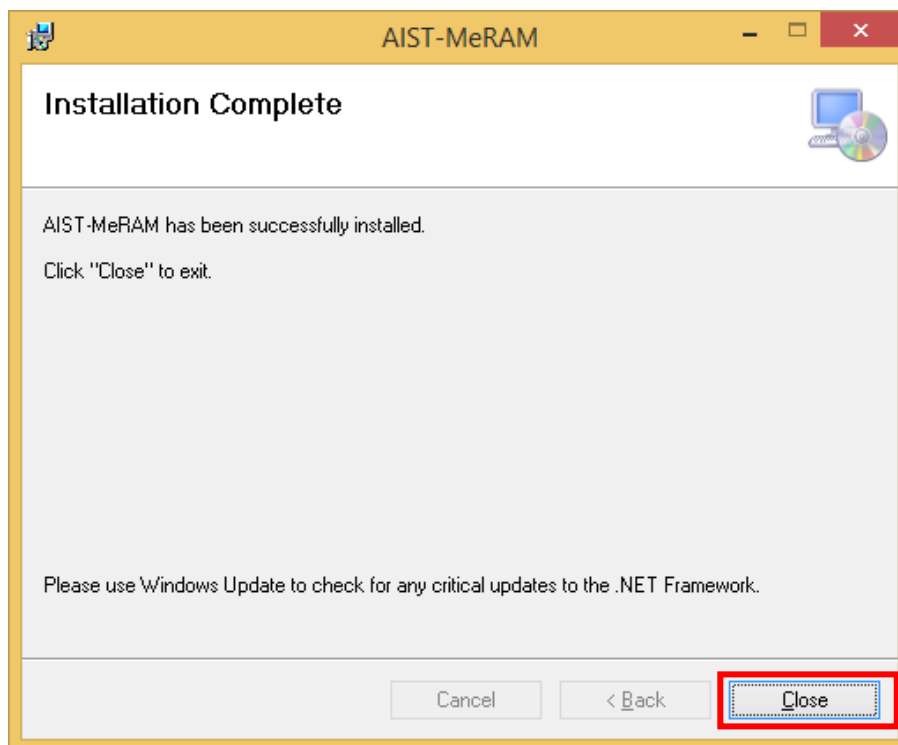 AIST-MeRAM
Installation Complete
AIST-MeRAM has been successfully installed.
Click "Close" to exit.
Please use Windows Update to check for any critical updates to the .NET Framework.
Cancel
< Back
Close